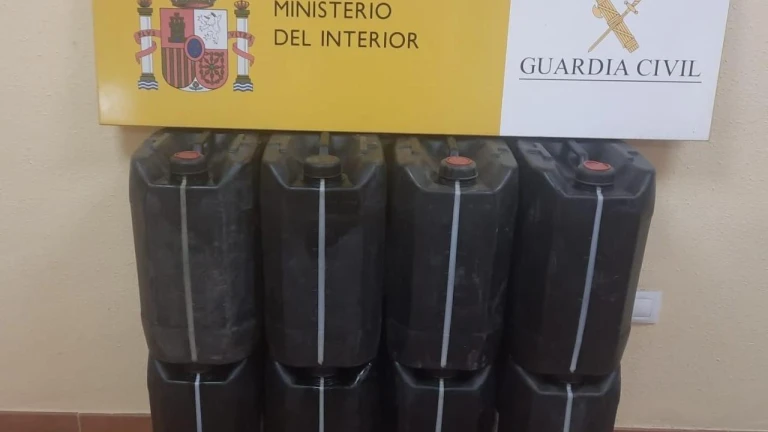 MINISTERIO
DEL INTERIOR
GUARDIA CIVIL